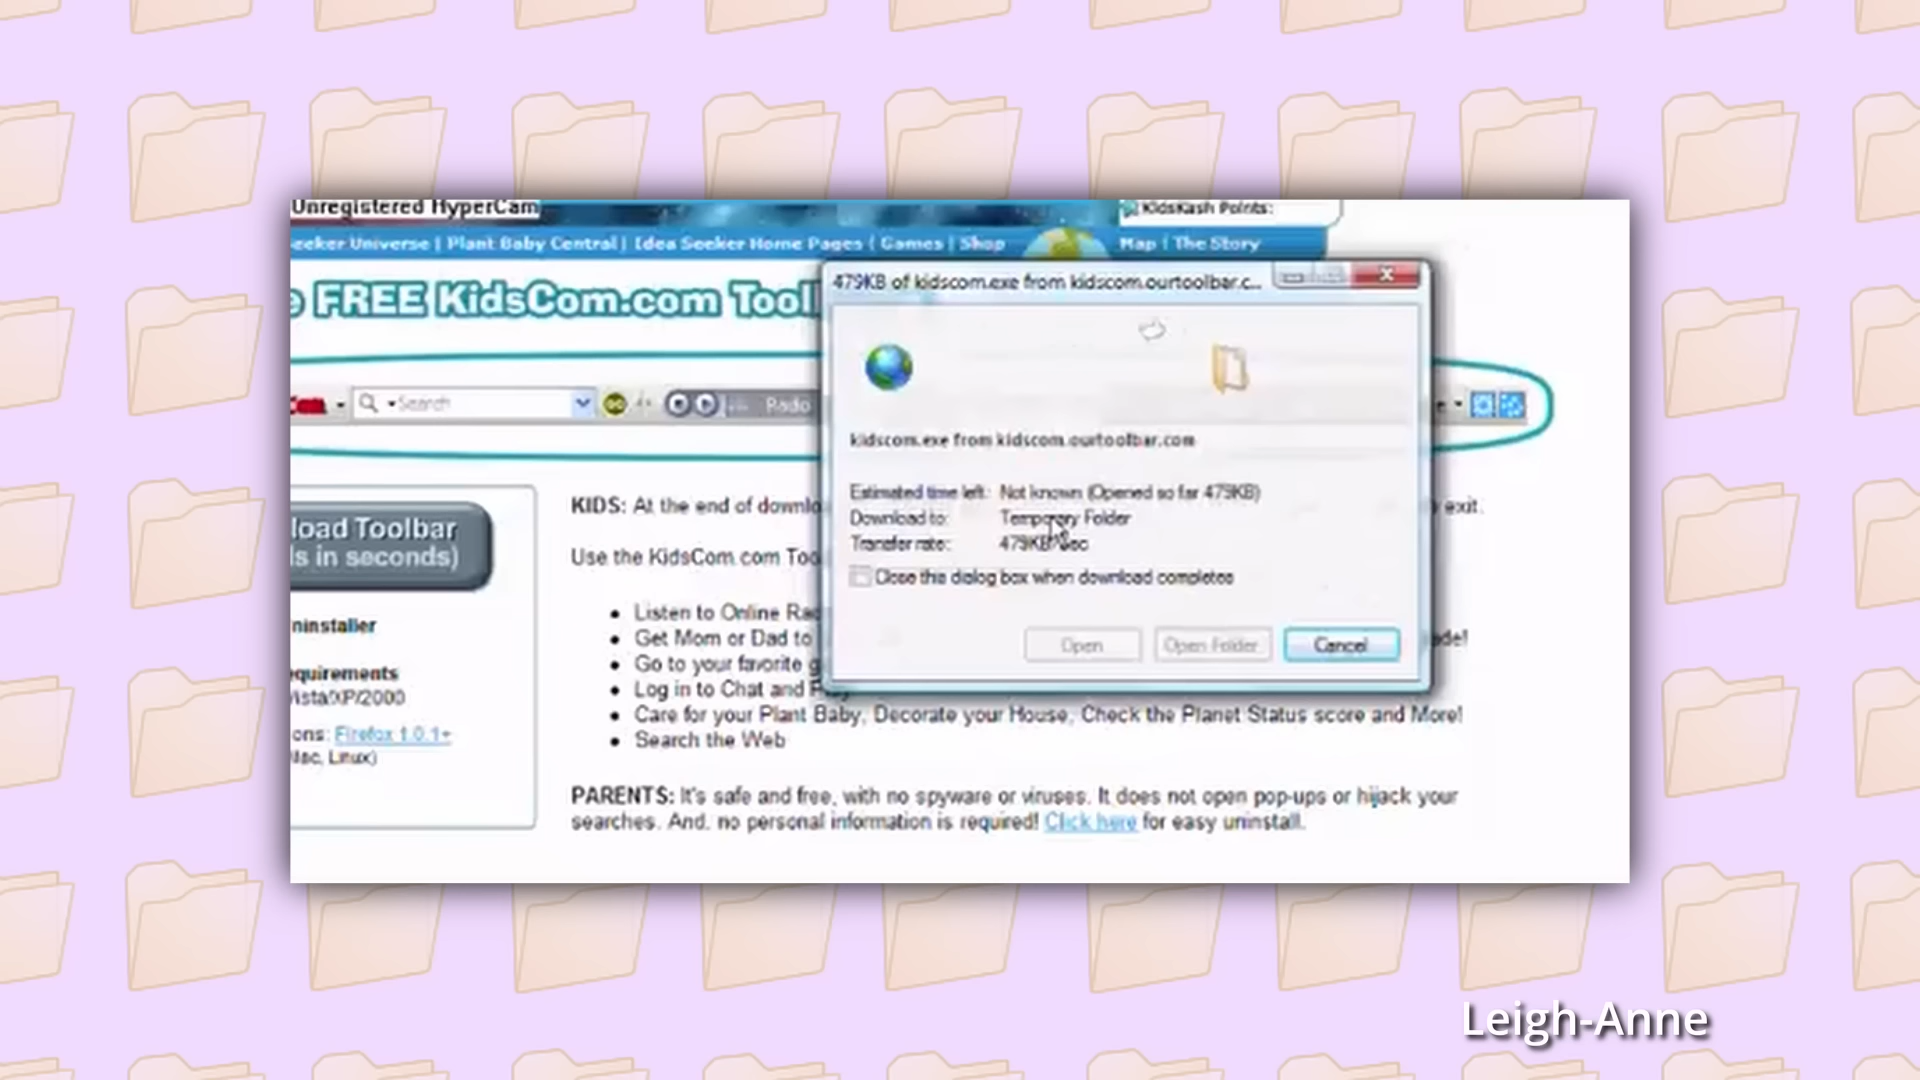 Unregistered HyperCam
KidsKash Points:
eeker Universe | Plant Baby Central | Idea Seeker Home Pages | Games | Shop
Map | The Story
479KB of kidscom.exe from kidscom.ourtoolbar.c...
e FREE KidsCom.com Tool
Search
Radio
kidscom.exe from kidscom.ourtoolbar.com
Estimated time left: Not known (Opened so far 479KB)
Download to: Temporary Folder
Transfer rate: 479KB/Sec
Close this dialog box when download completes
Open
Open Folder
Cancel
load Toolbar
ls in seconds)
ninstaller
equirements
/ista/XP/2000
ons: Firefox 1.0.1+
Mac, Linux)
KIDS: At the end of downlo
exit.
Use the KidsCom.com Too
Listen to Online Rad
Get Mom or Dad to
ade!
Go to your favorite g
Log in to Chat and Play
Care for your Plant Baby, Decorate your House, Check the Planet Status score and More!
Search the Web
PARENTS: It's safe and free, with no spyware or viruses. It does not open pop-ups or hijack your
searches. And, no personal information is required! Click here for easy uninstall.
Leigh-Anne